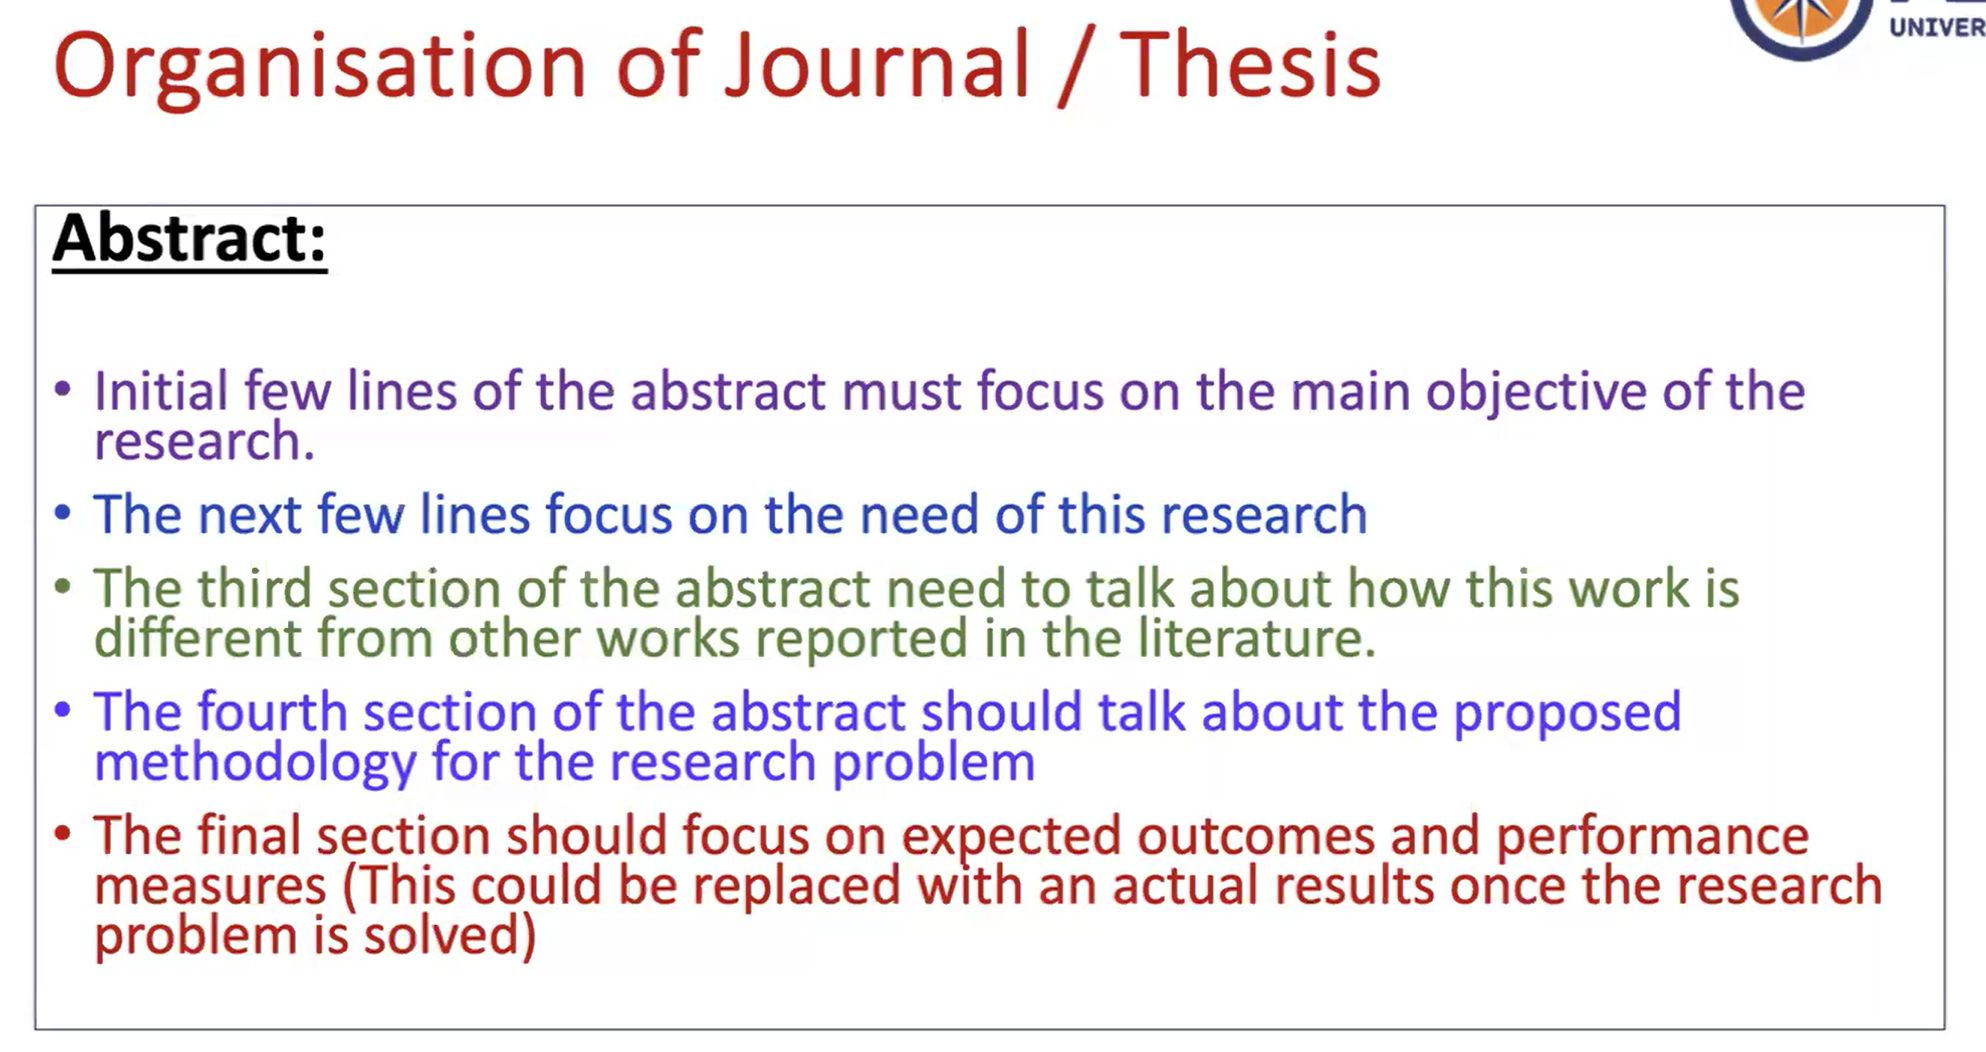 Organisation of Journal / Thesis
Abstract:
• Initial few lines of the abstract must focus on the main objective of the
research.
• The next few lines focus on the need of this research
• The third section of the abstract need to talk about how this work is
different from other works reported in the literature.
• The fourth section of the abstract should talk about the proposed
methodology for the research problem
• The final section should focus on expected outcomes and performance
measures (This could be replaced with an actual results once the research
problem is solved)